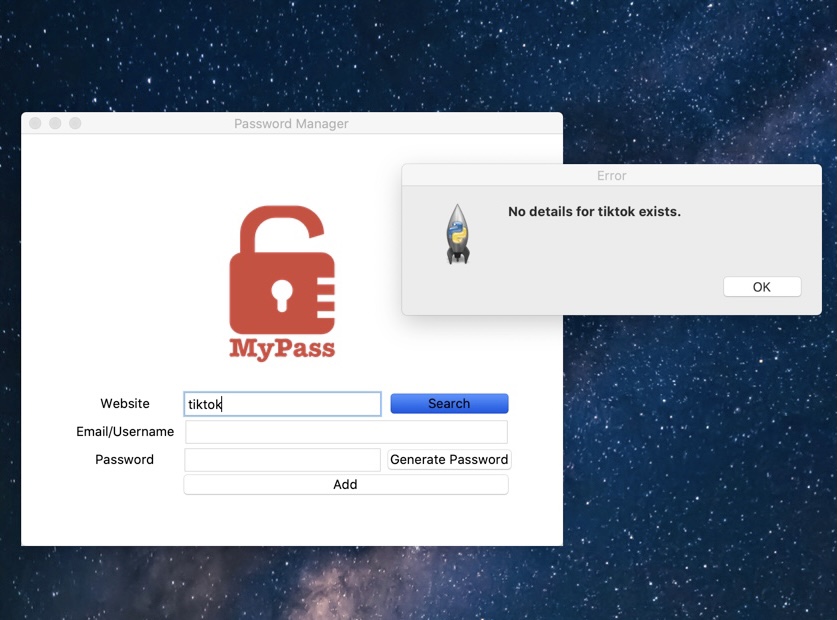 Password Manager
Error
No details for tiktok exists.
OK
MyPass
Website
tiktok
Search
Email/Username
Password
Generate Password
Add